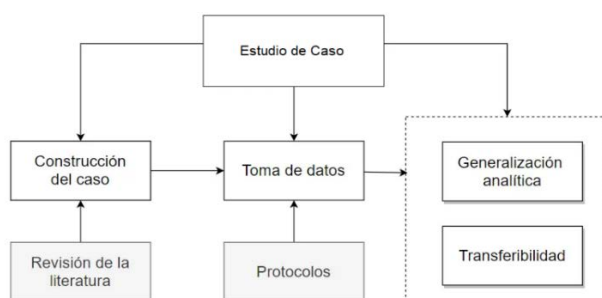 Estudio de Caso
Construcción
del caso
Toma de datos
Generalización
analítica
Revisión de la
literatura
Protocolos
Transferibilidad